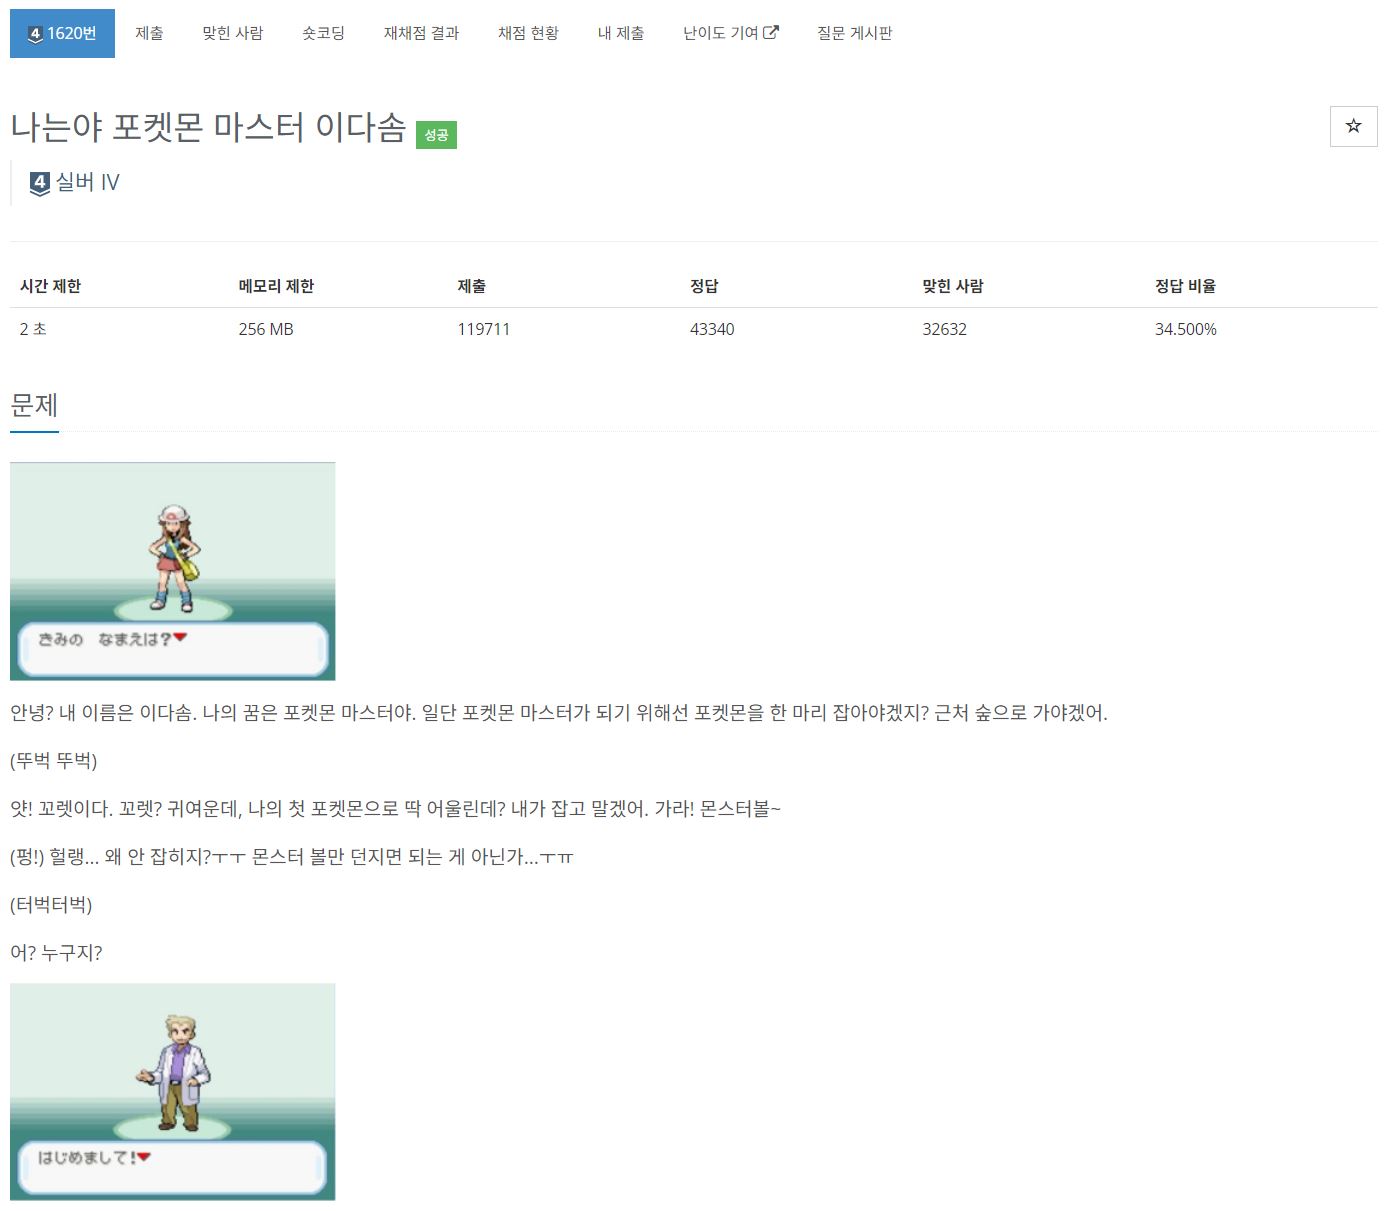 4 1620번 제출 맞힌 사람 숏코딩 재채점 결과 채점 현황 내 제출 난이도 기여 질문 게시판
나는야 포켓몬 마스터 이다솜 성공
4 실버 IV
시간 제한 메모리 제한 제출 정답 맞힌 사람 정답 비율
2 초 256 MB 119711 43340 32632 34.500%
문제
きみの なまえは?
안녕? 내 이름은 이다솜. 나의 꿈은 포켓몬 마스터야. 일단 포켓몬 마스터가 되기 위해선 포켓몬을 한 마리 잡아야겠지? 근처 숲으로 가야겠어.
(뚜벅 뚜벅)
얏! 꼬렛이다. 꼬렛? 귀여운데, 나의 첫 포켓몬으로 딱 어울린데? 내가 잡고 말겠어. 가라! 몬스터볼~
(펑!) 헐랭... 왜 안 잡히지?ㅜㅜ 몬스터 볼만 던지면 되는 게 아닌가...ㅜㅠ
(터벅터벅)
어? 누구지?
はじめまして!